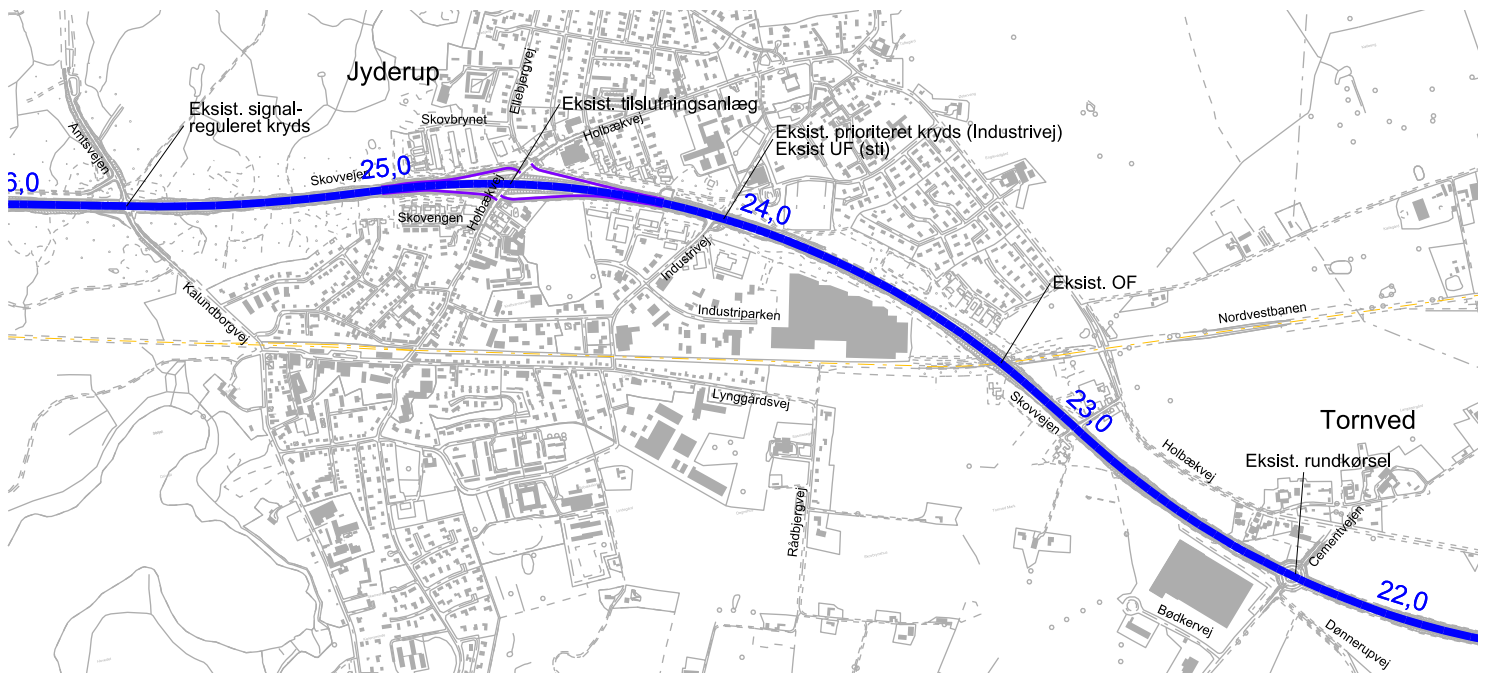 Jyderup
Eksist. signal-
reguleret kryds
Amtsvejen
Skovbrynet
Ellebjergvej
Eksist. tilslutningsanlæg
Holbækvej
Eksist. prioriteret kryds (Industrivej)
Eksist UF (sti)
6,0
Skovvejen
25,0
Skovengen
Holbækvej
24,0
Industrivej
Eksist. OF
Kalundborgvej
Industriparken
Nordvestbanen
Lynggårdsvej
Skovvejen
23,0
Tornved
Holbækvej
Eksist. rundkørsel
Rådbjergvej
Cementvejen
22,0
Bødkervej
Dønnerupvej